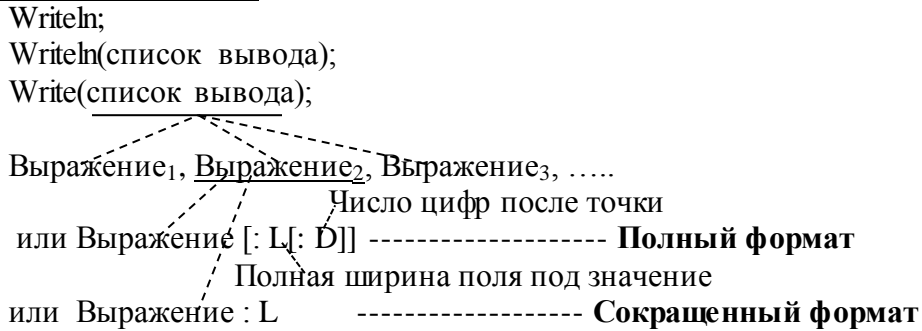 Writeln;
Writeln(список вывода);
Write(список вывода);
Выражение₁, Выражение₂, Выражение₃, …..
Число цифр после точки
или Выражение [: L[: D]] -------------------- Полный формат
Полная ширина поля под значение
или Выражение : L ------------------- Сокращенный формат